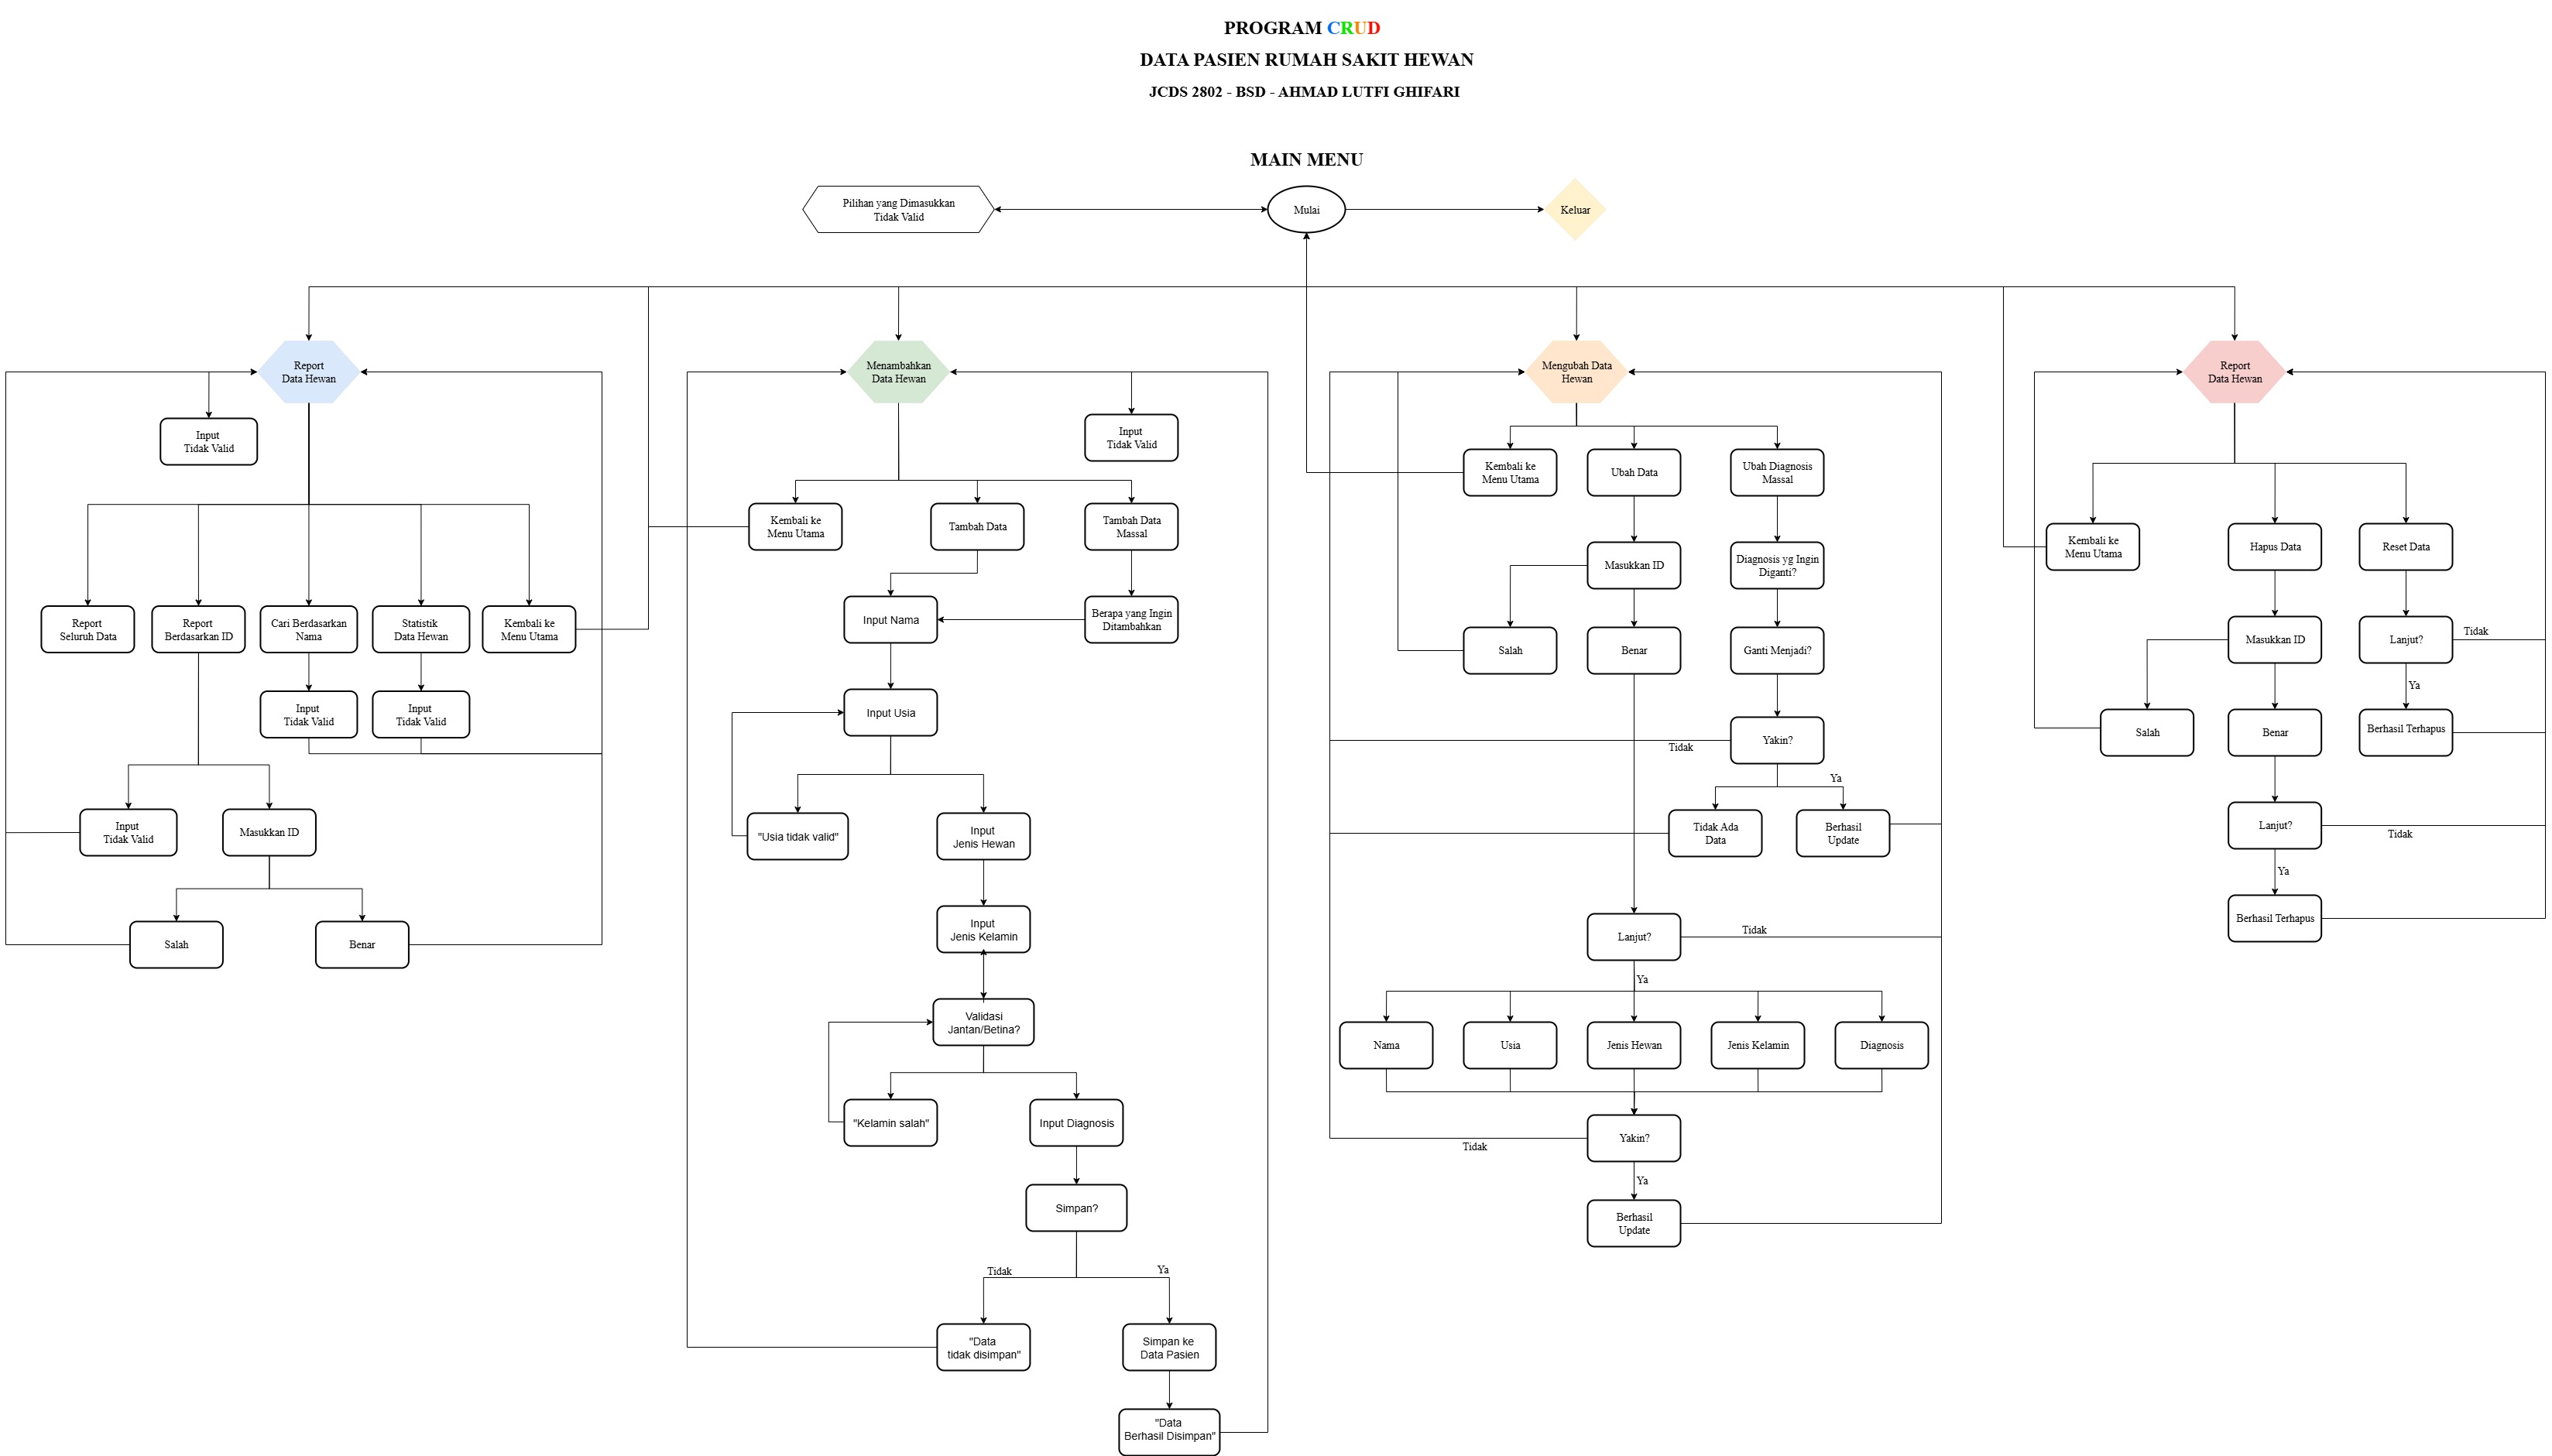 PROGRAM CRUD
DATA PASIEN RUMAH SAKIT HEWAN
JCDS 2802 - BSD - AHMAD LUTFI GHIFARI
MAIN MENU
Pilihan yang Dimasukkan
Tidak Valid
Mulai
Keluar
Report
Data Hewan
Input
Tidak Valid
Report
Seluruh Data
Report
Berdasarkan ID
Cari Berdasarkan
Nama
Statistik
Data Hewan
Kembali ke
Menu Utama
Input
Tidak Valid
Input
Tidak Valid
Input
Tidak Valid
Masukkan ID
Salah
Benar
Menambahkan
Data Hewan
Input
Tidak Valid
Kembali ke
Menu Utama
Tambah Data
Tambah Data
Massal
Input Nama
Berapa yang Ingin
Ditambahkan
Input Usia
"Usia tidak valid"
Input
Jenis Hewan
Input
Jenis Kelamin
Validasi
Jantan/Betina?
"Kelamin salah"
Input Diagnosis
Simpan?
Tidak
Ya
"Data
tidak disimpan"
Simpan ke
Data Pasien
"Data
Berhasil Disimpan"
Mengubah Data
Hewan
Kembali ke
Menu Utama
Ubah Data
Ubah Diagnosis
Massal
Masukkan ID
Diagnosis yg Ingin
Diganti?
Salah
Benar
Ganti Menjadi?
Yakin?
Tidak
Ya
Tidak Ada
Data
Berhasil
Update
Lanjut?
Tidak
Ya
Nama
Usia
Jenis Hewan
Jenis Kelamin
Diagnosis
Yakin?
Tidak
Ya
Berhasil
Update
Report
Data Hewan
Kembali ke
Menu Utama
Hapus Data
Reset Data
Masukkan ID
Lanjut?
Tidak
Ya
Salah
Benar
Berhasil Terhapus
Lanjut?
Tidak
Ya
Berhasil Terhapus